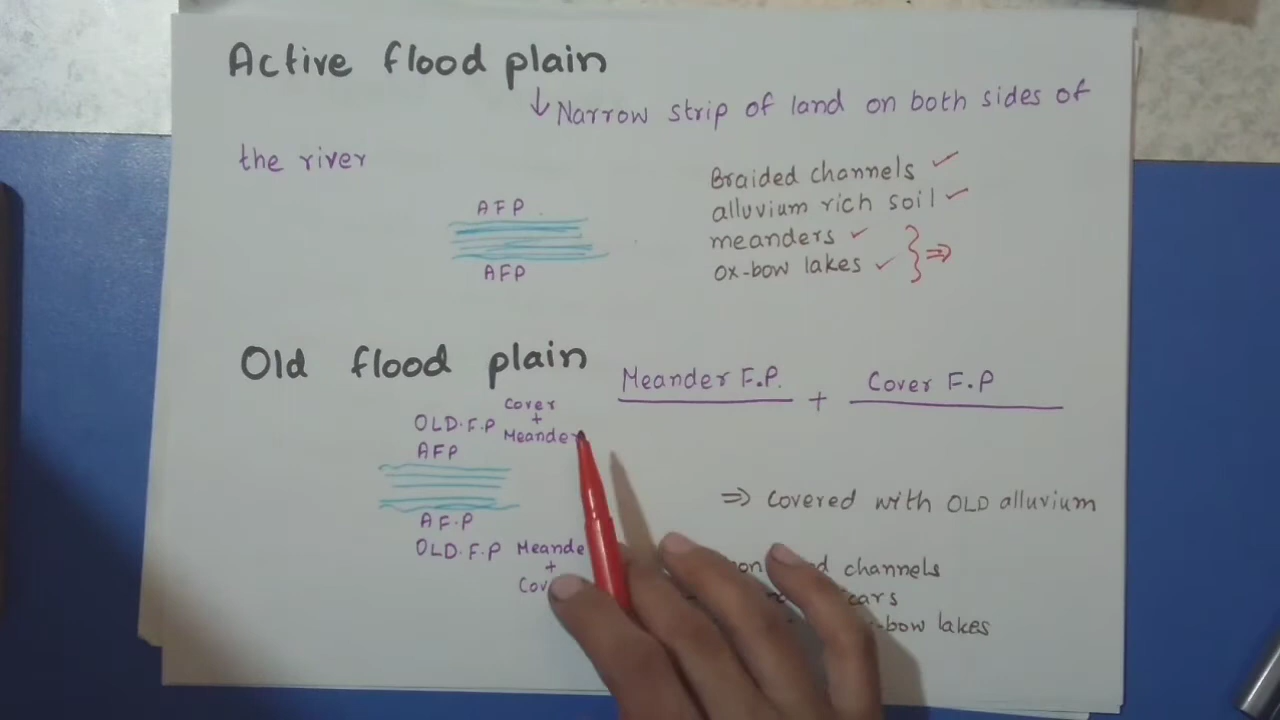 Active flood plain
↓ Narrow strip of land on both sides of
the river
Braided channels ✓
alluvium rich soil ✓
AFP
meanders ✓
ox-bow lakes ✓ } ⇒
AFP
Old flood plain
Meander F.P. + Cover F.P
Cover
+
OLD.F.P Meander
AFP
⇒ Covered with OLD alluvium
AF.P
OLD.F.P Meande
+
channels
bow lakes